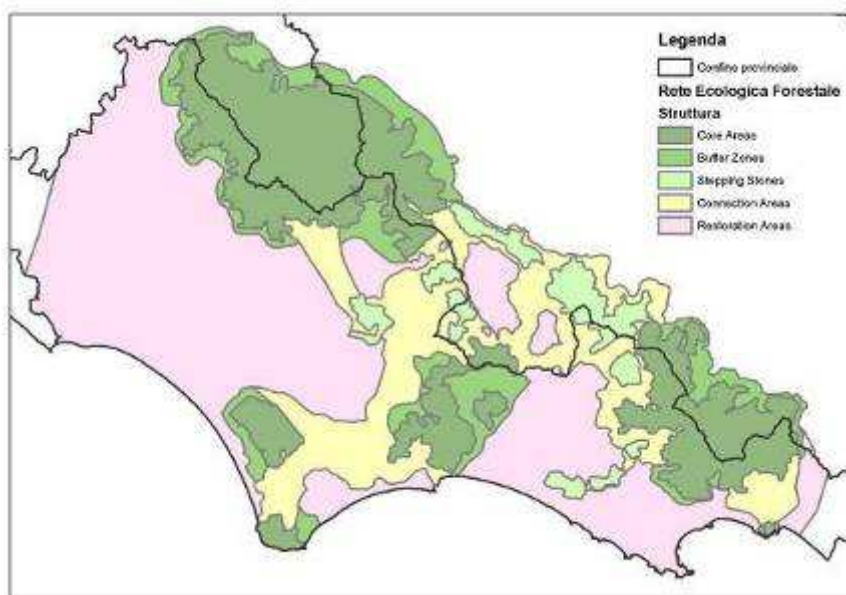 Legenda
Confine provinciale
Rete Ecologica Forestale
Struttura
Core Areas
Buffer Zones
Stepping Stones
Connection Areas
Restoration Areas